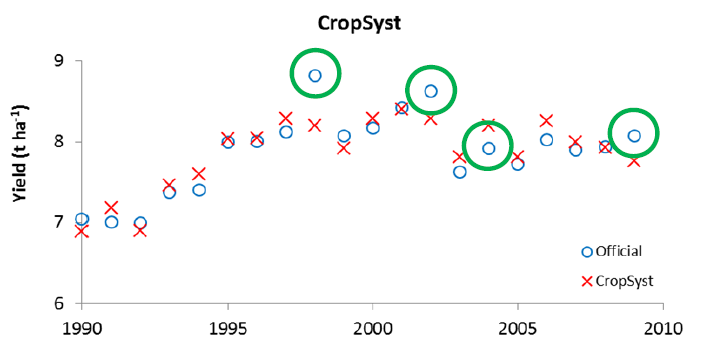 CropSyst
9
8
7
6
Yield (t ha-1)
Official
CropSyst
1990 1995 2000 2005 2010